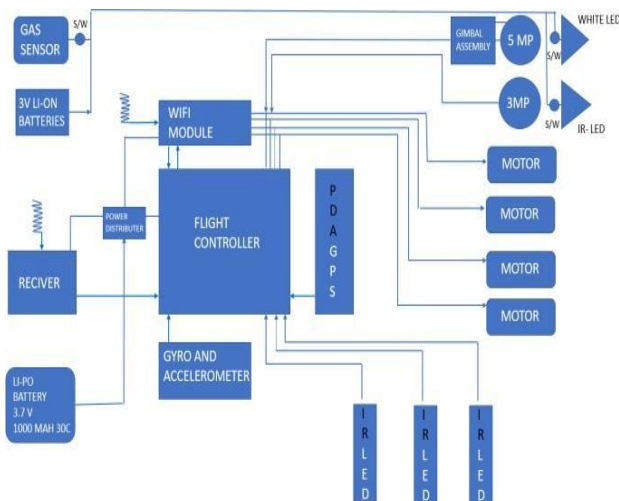 GAS
SENSOR
S/W
3V LI-ON
BATTERIES
WIFI
MODULE
GIMBAL
ASSEMBLY
5 MP
S/W
WHITE LED
3MP
S/W
IR- LED
MOTOR
MOTOR
MOTOR
MOTOR
POWER
DISTRIBUTER
FLIGHT
CONTROLLER
P
D
A
G
P
S
RECIVER
GYRO AND
ACCELEROMETER
LI-PO
BATTERY
3.7 V
1000 MAH 30C
I
R
L
E
D
I
R
L
E
D
I
R
L
E
D